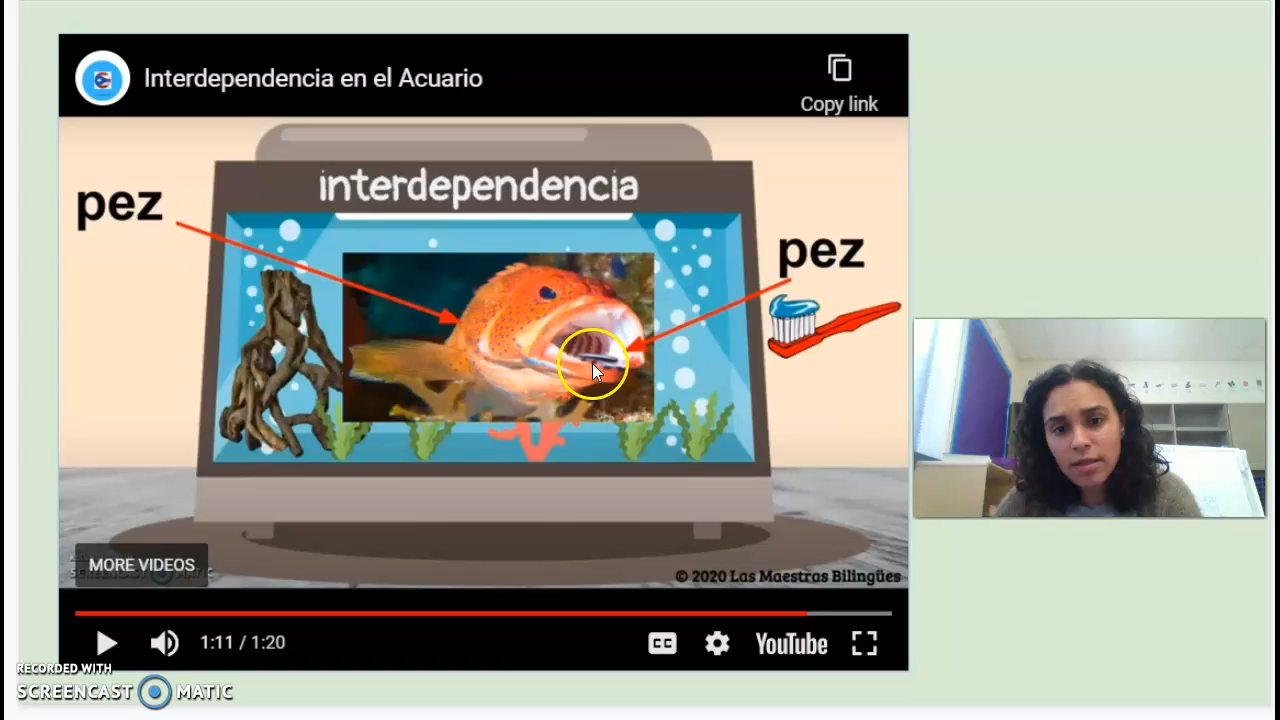 Interdependencia en el Acuario
Copy link
interdependencia
pez
pez
MORE VIDEOS
© 2020 Las Maestras Bilingües
1:11 / 1:20
CC
YouTube
RECORDED WITH
SCREENCAST MATIC